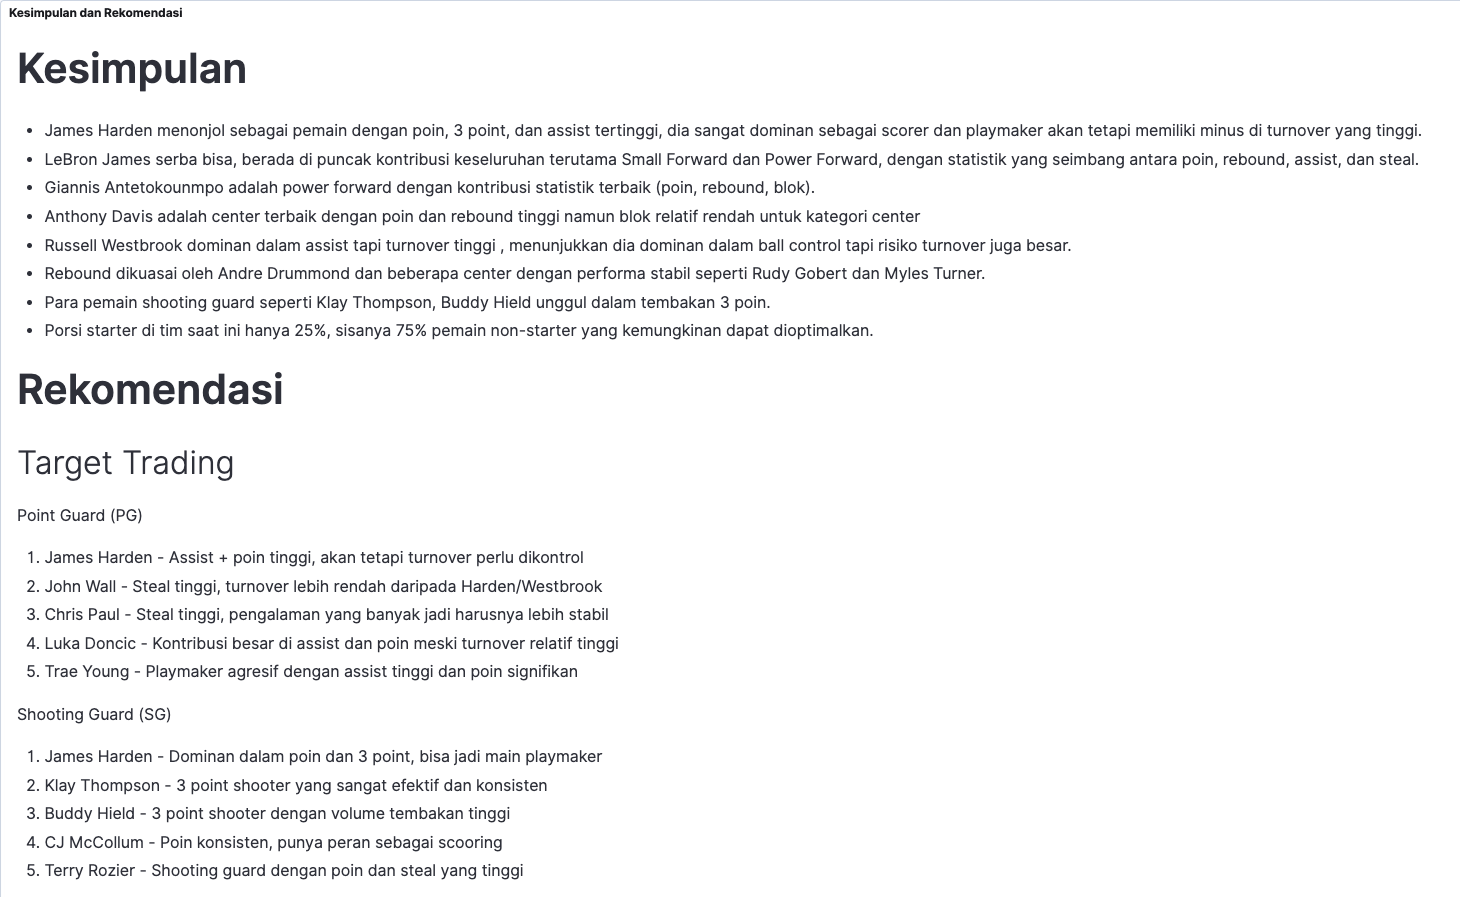 Kesimpulan dan Rekomendasi
Kesimpulan
• James Harden menonjol sebagai pemain dengan poin, 3 point, dan assist tertinggi, dia sangat dominan sebagai scorer dan playmaker akan tetapi memiliki minus di turnover yang tinggi.
• LeBron James serba bisa, berada di puncak kontribusi keseluruhan terutama Small Forward dan Power Forward, dengan statistik yang seimbang antara poin, rebound, assist, dan steal.
• Giannis Antetokounmpo adalah power forward dengan kontribusi statistik terbaik (poin, rebound, blok).
• Anthony Davis adalah center terbaik dengan poin dan rebound tinggi namun blok relatif rendah untuk kategori center
• Russell Westbrook dominan dalam assist tapi turnover tinggi , menunjukkan dia dominan dalam ball control tapi risiko turnover juga besar.
• Rebound dikuasai oleh Andre Drummond dan beberapa center dengan performa stabil seperti Rudy Gobert dan Myles Turner.
• Para pemain shooting guard seperti Klay Thompson, Buddy Hield unggul dalam tembakan 3 poin.
• Porsi starter di tim saat ini hanya 25%, sisanya 75% pemain non-starter yang kemungkinan dapat dioptimalkan.
Rekomendasi
Target Trading
Point Guard (PG)
1. James Harden - Assist + poin tinggi, akan tetapi turnover perlu dikontrol
2. John Wall - Steal tinggi, turnover lebih rendah daripada Harden/Westbrook
3. Chris Paul - Steal tinggi, pengalaman yang banyak jadi harusnya lebih stabil
4. Luka Doncic - Kontribusi besar di assist dan poin meski turnover relatif tinggi
5. Trae Young - Playmaker agresif dengan assist tinggi dan poin signifikan
Shooting Guard (SG)
1. James Harden - Dominan dalam poin dan 3 point, bisa jadi main playmaker
2. Klay Thompson - 3 point shooter yang sangat efektif dan konsisten
3. Buddy Hield - 3 point shooter dengan volume tembakan tinggi
4. CJ McCollum - Poin konsisten, punya peran sebagai scooring
5. Terry Rozier - Shooting guard dengan poin dan steal yang tinggi